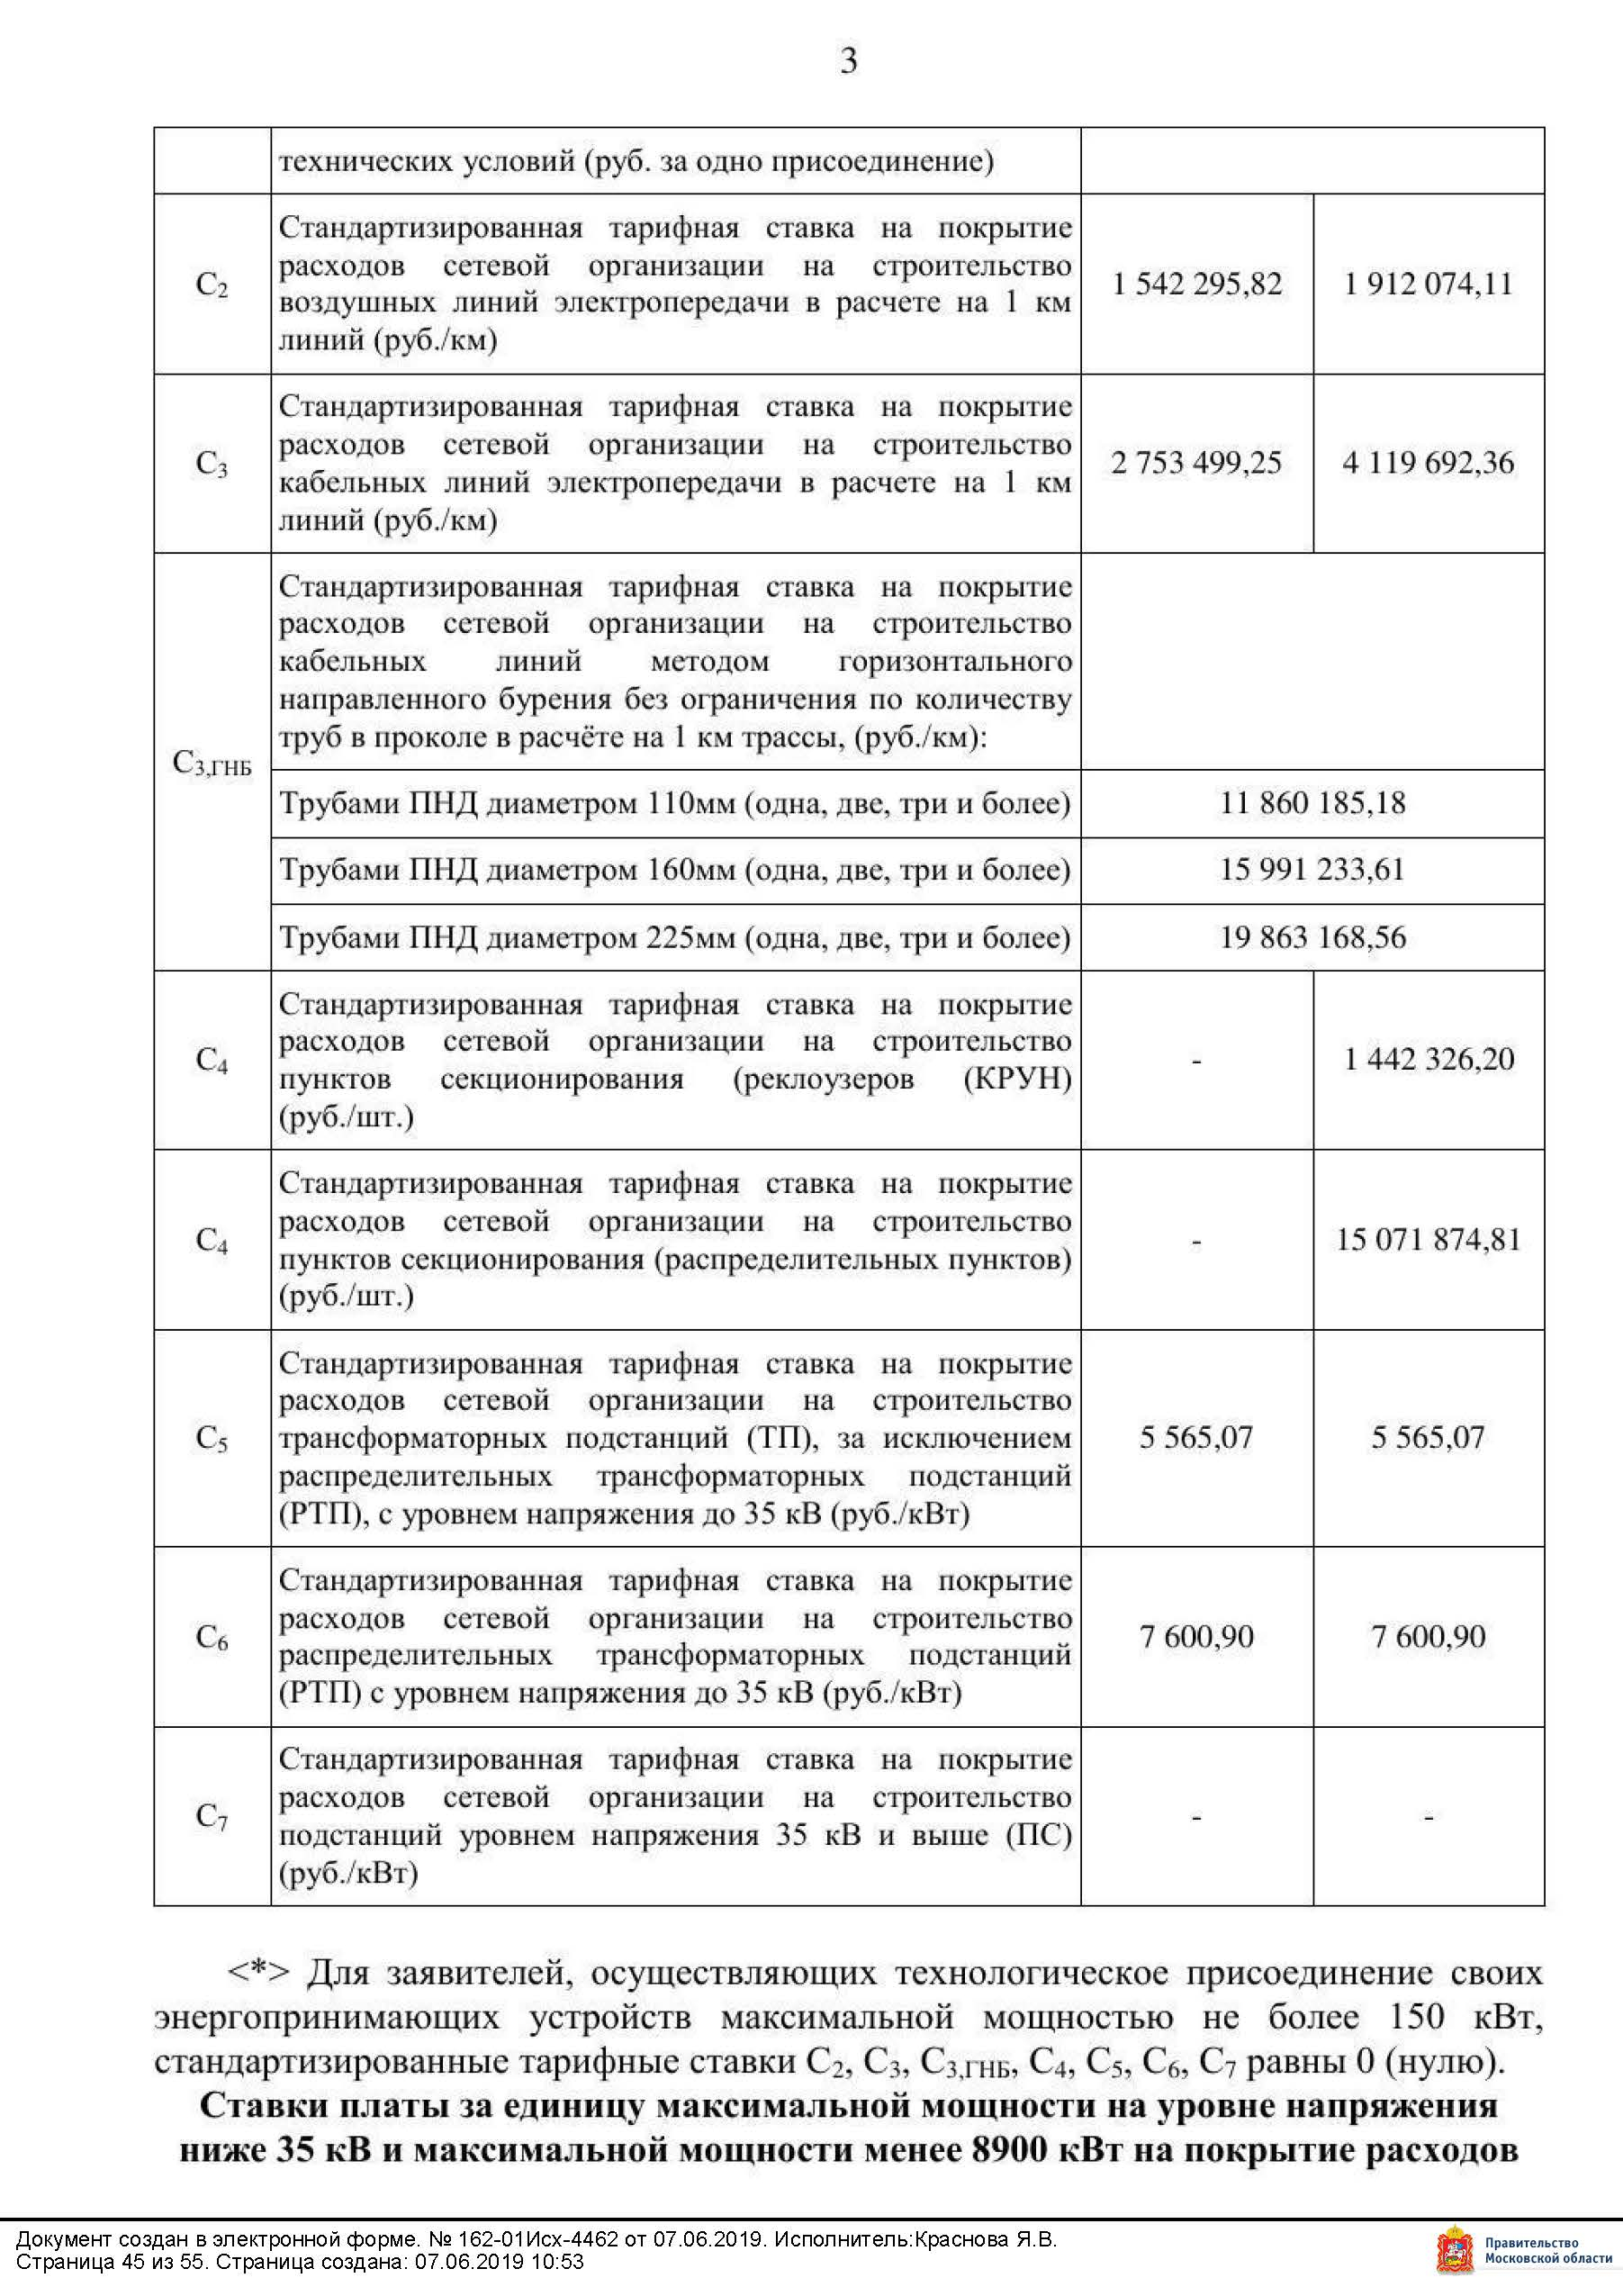 3
технических условий (руб. за одно присоединение)
C2
Стандартизированная тарифная ставка на покрытие
расходов сетевой организации на строительство
воздушных линий электропередачи в расчете на 1 км
линий (руб./км)
1 542 295,82
1 912 074,11
C3
Стандартизированная тарифная ставка на покрытие
расходов сетевой организации на строительство
кабельных линий электропередачи в расчете на 1 км
линий (руб./км)
2 753 499,25
4 119 692,36
C3,ГНБ
Стандартизированная тарифная ставка на покрытие
расходов сетевой организации на строительство
кабельных линий методом горизонтального
направленного бурения без ограничения по количеству
труб в проколе в расчёте на 1 км трассы, (руб./км):
Трубами ПНД диаметром 110мм (одна, две, три и более)
11 860 185,18
Трубами ПНД диаметром 160мм (одна, две, три и более)
15 991 233,61
Трубами ПНД диаметром 225мм (одна, две, три и более)
19 863 168,56
C4
Стандартизированная тарифная ставка на покрытие
расходов сетевой организации на строительство
пунктов секционирования (реклоузеров (КРУН)
(руб./шт.)
-
1 442 326,20
C4
Стандартизированная тарифная ставка на покрытие
расходов сетевой организации на строительство
пунктов секционирования (распределительных пунктов)
(руб./шт.)
-
15 071 874,81
C5
Стандартизированная тарифная ставка на покрытие
расходов сетевой организации на строительство
трансформаторных подстанций (ТП), за исключением
распределительных трансформаторных подстанций
(РТП), с уровнем напряжения до 35 кВ (руб./кВт)
5 565,07
5 565,07
C6
Стандартизированная тарифная ставка на покрытие
расходов сетевой организации на строительство
распределительных трансформаторных подстанций
(РТП) с уровнем напряжения до 35 кВ (руб./кВт)
7 600,90
7 600,90
C7
Стандартизированная тарифная ставка на покрытие
расходов сетевой организации на строительство
подстанций уровнем напряжения 35 кВ и выше (ПС)
(руб./кВт)
-
-
<*> Для заявителей, осуществляющих технологическое присоединение своих
энергопринимающих устройств максимальной мощностью не более 150 кВт,
стандартизированные тарифные ставки C2, C3, C3,ГНБ, C4, C5, C6, C7 равны 0 (нулю).
Ставки платы за единицу максимальной мощности на уровне напряжения
ниже 35 кВ и максимальной мощности менее 8900 кВт на покрытие расходов
Документ создан в электронной форме. № 162-01Исх-4462 от 07.06.2019. Исполнитель:Краснова Я.В.
Страница 45 из 55. Страница создана: 07.06.2019 10:53
Правительство
Московской области